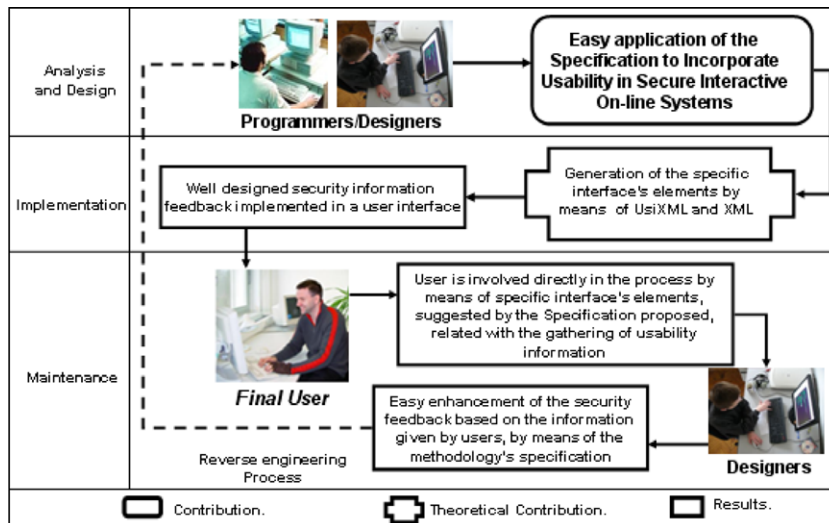 Analysis
and Design
Programmers/Designers
Easy application of the
Specification to Incorporate
Usability in Secure Interactive
On-line Systems
Implementation
Well designed security information
feedback implemented in a user interface
Generation of the specific
interface's elements by
means of UsiXML and XML
Maintenance
Final User
User is involved directly in the process by
means of specific interface's elements,
suggested by the Specification proposed,
related with the gathering of usability
information
Easy enhancement of the security
feedback based on the information
given by users, by means of the
methodology's specification
Designers
Reverse engineering
Process
Contribution.
Theoretical Contribution.
Results.